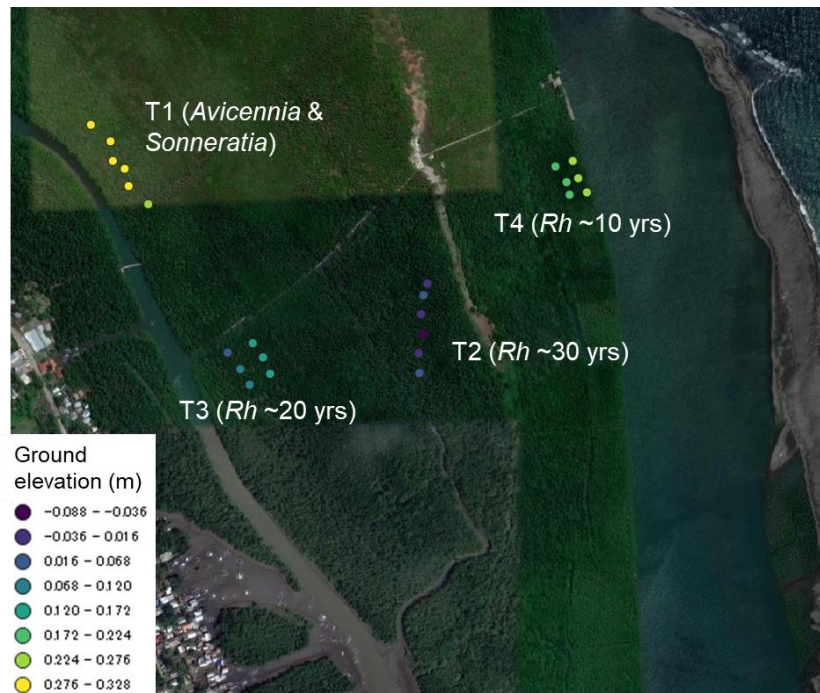 T1 (Avicennia &
Sonneratia)
T4 (Rh ~10 yrs)
T2 (Rh ~30 yrs)
T3 (Rh ~20 yrs)
Ground
elevation (m)
-0.088 - -0.036
-0.036 - 0.016
0.016 - 0.068
0.068 - 0.120
0.120 - 0.172
0.172 - 0.224
0.224 - 0.276
0.276 - 0.328